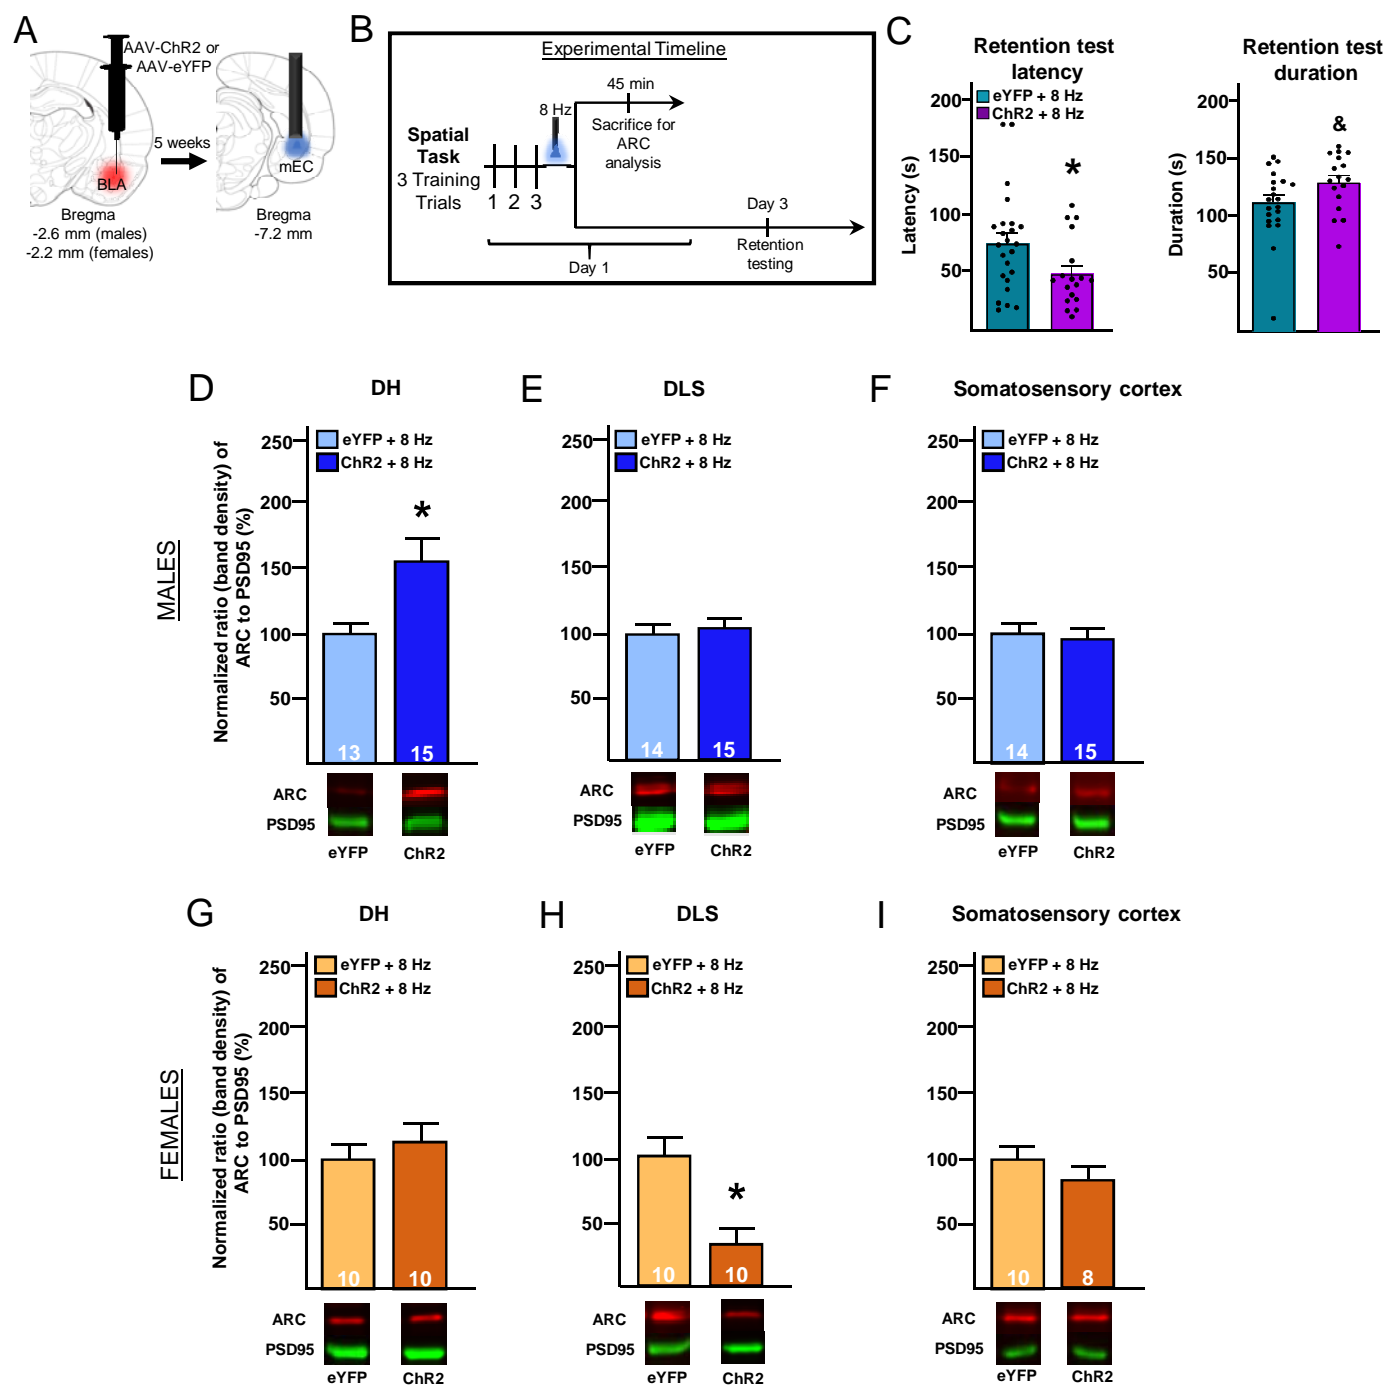 A
AAV-ChR2 or
AAV-eYFP
5 weeks
BLA
mEC
Bregma
-2.6 mm (males)
-2.2 mm (females)
Bregma
-7.2 mm
B
Experimental Timeline
45 min
8 Hz
Sacrifice for
ARC
analysis
Spatial
Task
3 Training
Trials
1 2 3
Day 3
Retention
testing
Day 1
C
Retention test
latency
eYFP + 8 Hz
ChR2 + 8 Hz
Latency (s)
200
150
100
50
*
Retention test
duration
Duration (s)
200
150
100
50
&
MALES
D
DH
eYFP + 8 Hz
ChR2 + 8 Hz
Normalized ratio (band density) of
ARC to PSD95 (%)
250
200
150
100
50
*
13
15
ARC
PSD95
eYFP
ChR2
E
DLS
eYFP + 8 Hz
ChR2 + 8 Hz
250
200
150
100
50
14
15
ARC
PSD95
eYFP
ChR2
F
Somatosensory cortex
eYFP + 8 Hz
ChR2 + 8 Hz
250
200
150
100
50
14
15
ARC
PSD95
eYFP
ChR2
FEMALES
G
DH
eYFP + 8 Hz
ChR2 + 8 Hz
Normalized ratio (band density) of
ARC to PSD95 (%)
250
200
150
100
50
10
10
ARC
PSD95
eYFP
ChR2
H
DLS
eYFP + 8 Hz
ChR2 + 8 Hz
250
200
150
100
50
*
10
10
ARC
PSD95
eYFP
ChR2
I
Somatosensory cortex
eYFP + 8 Hz
ChR2 + 8 Hz
250
200
150
100
50
10
8
ARC
PSD95
eYFP
ChR2